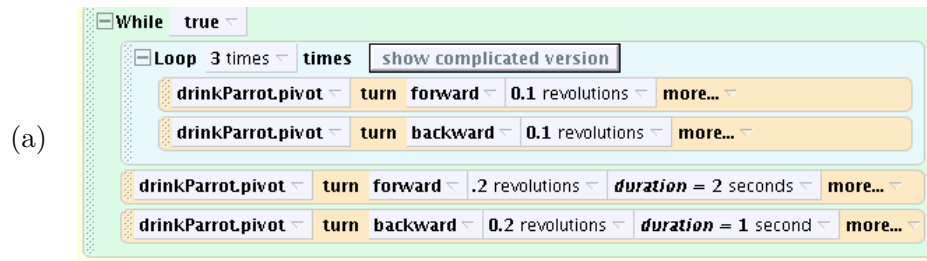 While true
Loop 3 times times show complicated version
drinkParrot.pivot turn forward 0.1 revolutions more...
(a) drinkParrot.pivot turn backward 0.1 revolutions more...
drinkParrot.pivot turn forward .2 revolutions duration = 2 seconds more...
drinkParrot.pivot turn backward 0.2 revolutions duration = 1 second more...